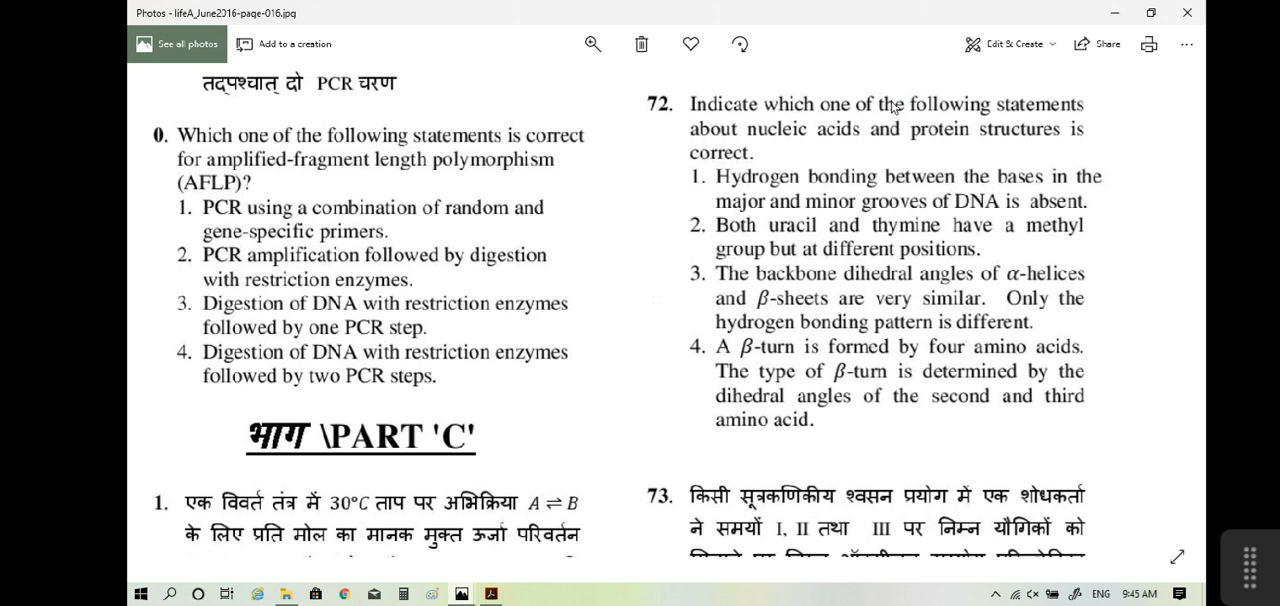 Photos - lifeA_June2016-page-016.jpg
See all photos
Add to a creation
Edit & Create
Share
तद्पश्चात् दो PCR चरण
0. Which one of the following statements is correct
for amplified-fragment length polymorphism
(AFLP)?
1. PCR using a combination of random and
gene-specific primers.
2. PCR amplification followed by digestion
with restriction enzymes.
3. Digestion of DNA with restriction enzymes
followed by one PCR step.
4. Digestion of DNA with restriction enzymes
followed by two PCR steps.
भाग \PART 'C'
1. एक विवर्त तंत्र में 30°C ताप पर अभिक्रिया A ⇌ B
के लिए प्रति मोल का मानक मुक्त ऊर्जा परिवर्तन
72. Indicate which one of the following statements
about nucleic acids and protein structures is
correct.
1. Hydrogen bonding between the bases in the
major and minor grooves of DNA is absent.
2. Both uracil and thymine have a methyl
group but at different positions.
3. The backbone dihedral angles of α-helices
and β-sheets are very similar. Only the
hydrogen bonding pattern is different.
4. A β-turn is formed by four amino acids.
The type of β-turn is determined by the
dihedral angles of the second and third
amino acid.
73. किसी सूत्रकणिकीय श्वसन प्रयोग में एक शोधकर्ता
ने समयों I, II तथा III पर निम्न यौगिकों को
ENG
9:45 AM